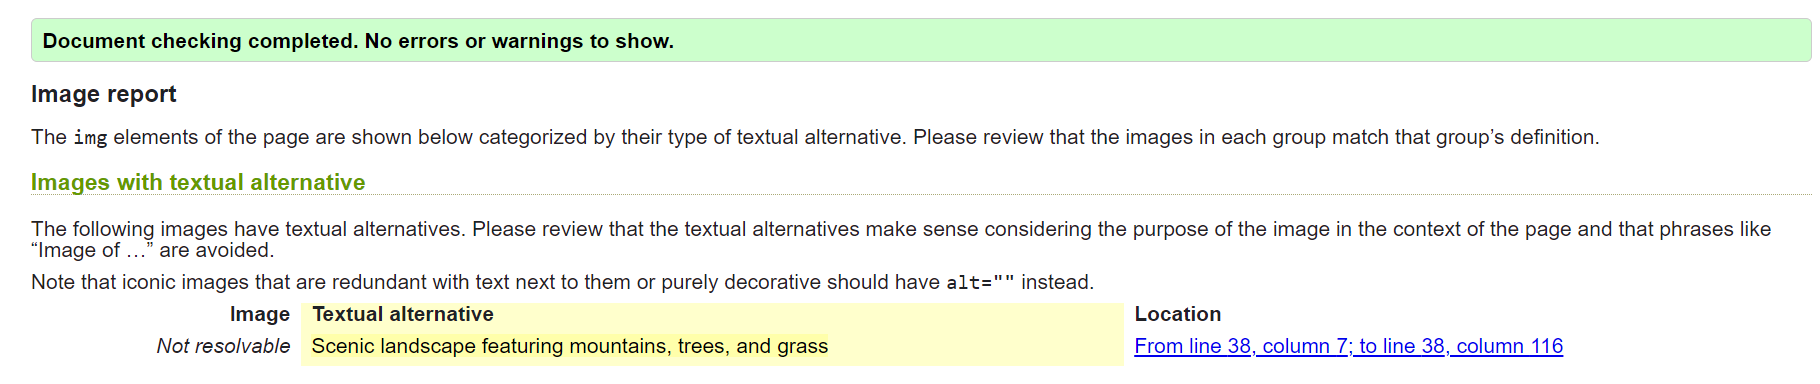 Document checking completed. No errors or warnings to show.
Image report
The img elements of the page are shown below categorized by their type of textual alternative. Please review that the images in each group match that group’s definition.
Images with textual alternative
The following images have textual alternatives. Please review that the textual alternatives make sense considering the purpose of the image in the context of the page and that phrases like
“Image of …” are avoided.
Note that iconic images that are redundant with text next to them or purely decorative should have alt="" instead.
Image Textual alternative Location
Not resolvable Scenic landscape featuring mountains, trees, and grass From line 38, column 7; to line 38, column 116